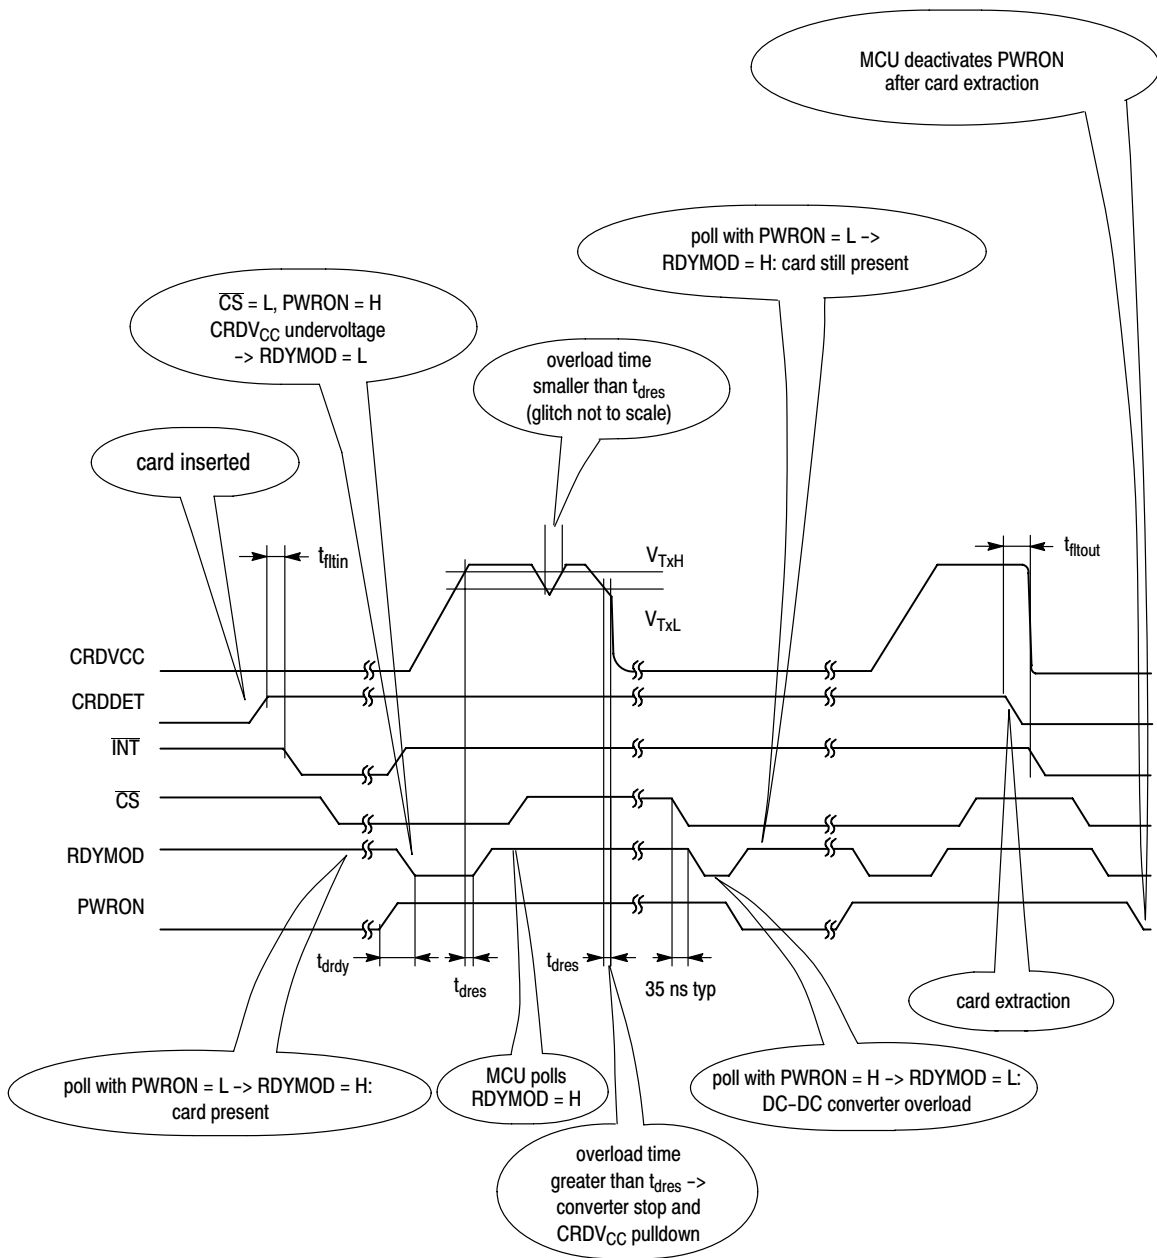 MCU deactivates PWRON
after card extraction
poll with PWRON = L –>
RDYMOD = H: card still present
CS = L, PWRON = H
CRDVCC undervoltage
–> RDYMOD = L
overload time
smaller than tdres
(glitch not to scale)
card inserted
tfltin
VTxH
tfltout
VTxL
CRDVCC
CRDDET
INT
CS
RDYMOD
PWRON
tdrdy
tdres
tdres
35 ns typ
card extraction
poll with PWRON = L –> RDYMOD = H:
card present
MCU polls
RDYMOD = H
poll with PWRON = H –> RDYMOD = L:
DC–DC converter overload
overload time
greater than tdres –>
converter stop and
CRDVCC pulldown